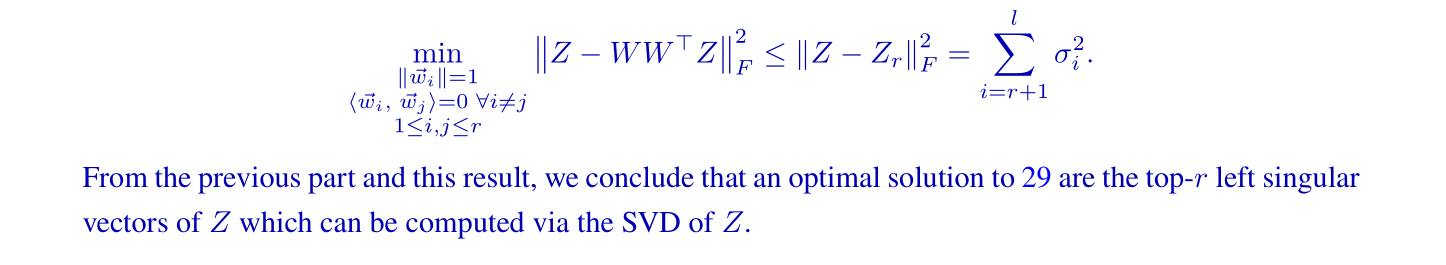 $$\min_{\substack{\|\vec{w}_i\|=1 \\ \langle \vec{w}_i,\, \vec{w}_j \rangle = 0 \ \forall i \neq j \\ 1 \leq i,j \leq r}} \left\| Z - WW^\top Z \right\|_F^2 \leq \| Z - Z_r \|_F^2 = \sum_{i=r+1}^{l} \sigma_i^2.$$
From the previous part and this result, we conclude that an optimal solution to 29 are the top-$r$ left singular
vectors of $Z$ which can be computed via the SVD of $Z$.